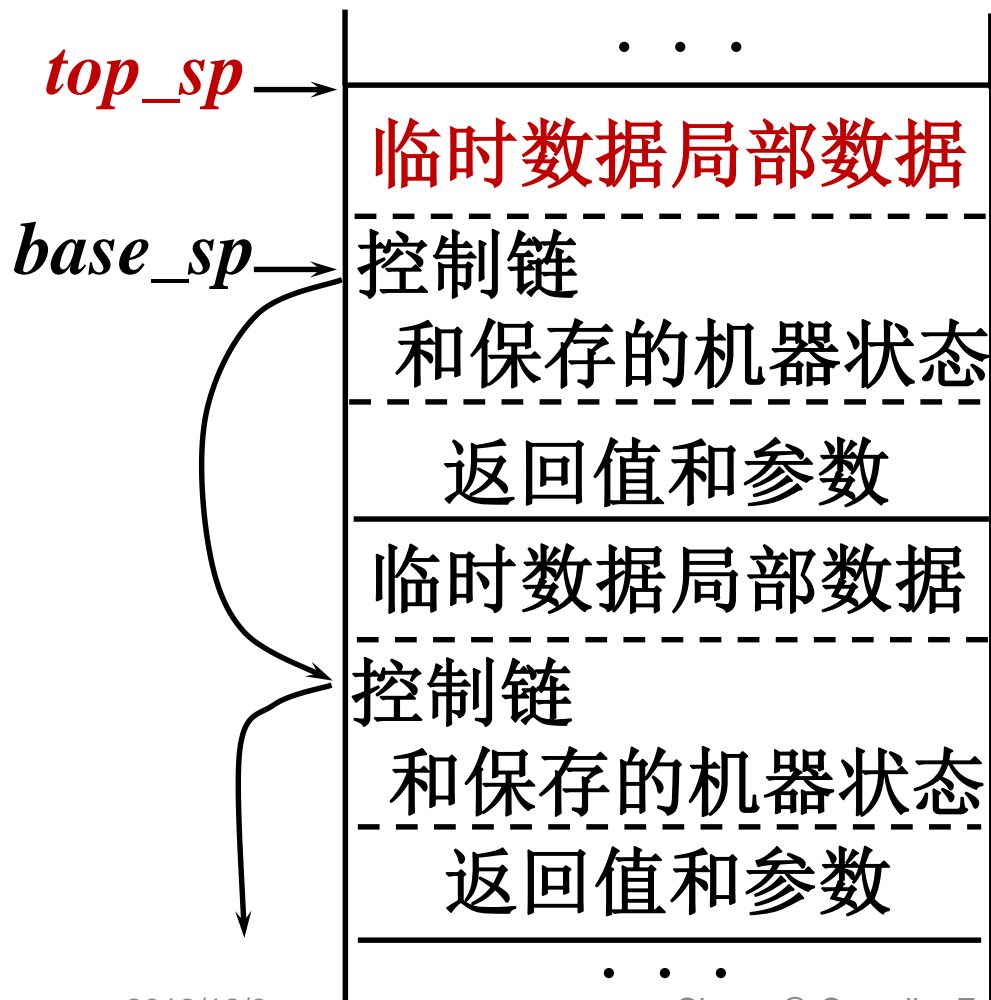 . . .
top_sp
临时数据局部数据
base_sp
控制链
和保存的机器状态
返回值和参数
临时数据局部数据
控制链
和保存的机器状态
返回值和参数
. . .